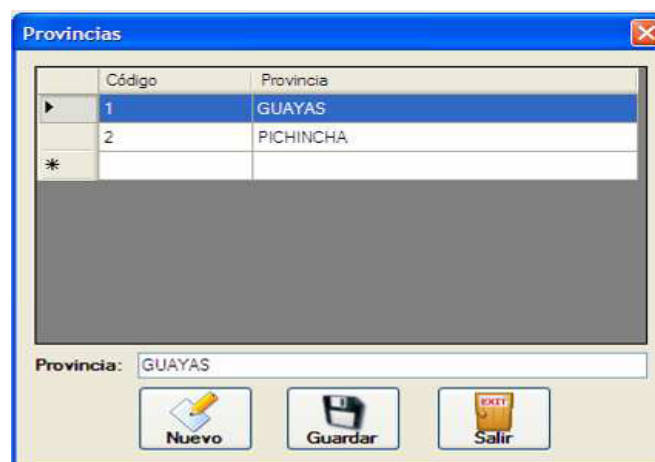 Provincias
Código Provincia
1 GUAYAS
2 PICHINCHA
Provincia: GUAYAS
EXIT
Nuevo Guardar Salir